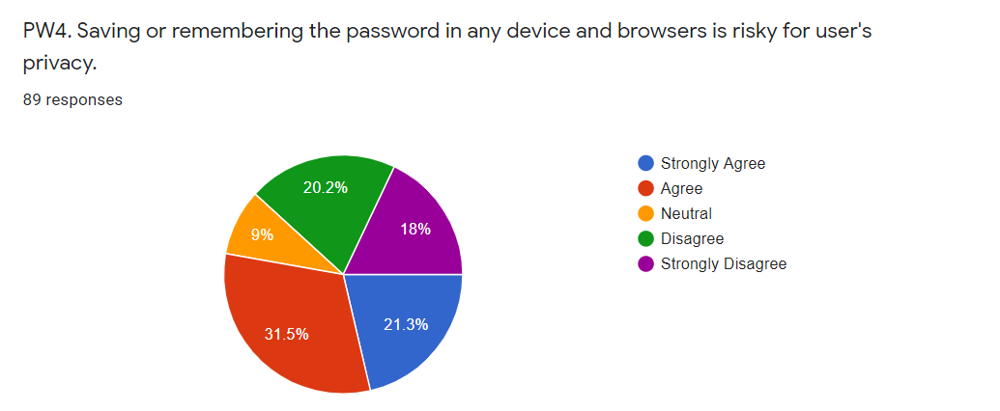 PW4. Saving or remembering the password in any device and browsers is risky for user's
privacy.
89 responses
20.2%
18%
9%
31.5%
21.3%
Strongly Agree
Agree
Neutral
Disagree
Strongly Disagree